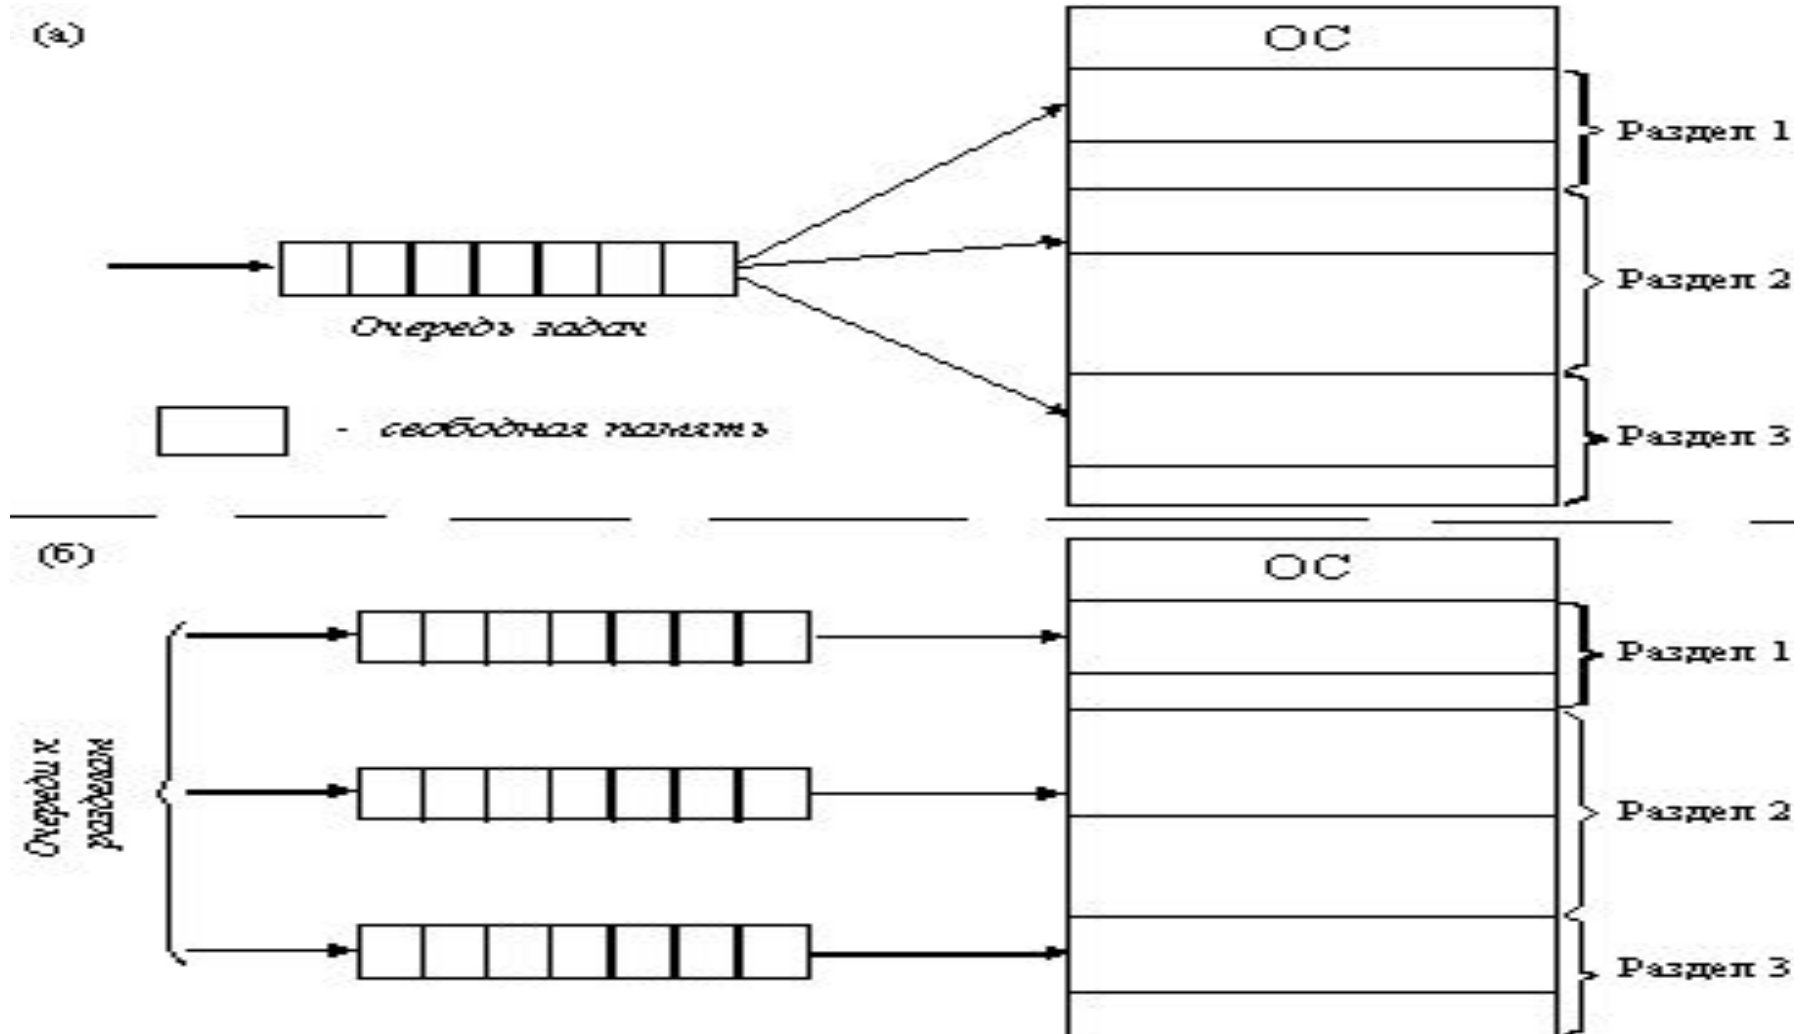 (а)
ОС
Раздел 1
Раздел 2
Очередь задач
- свободная память
Раздел 3
(б)
ОС
Раздел 1
Очереди к
разделам
Раздел 2
Раздел 3